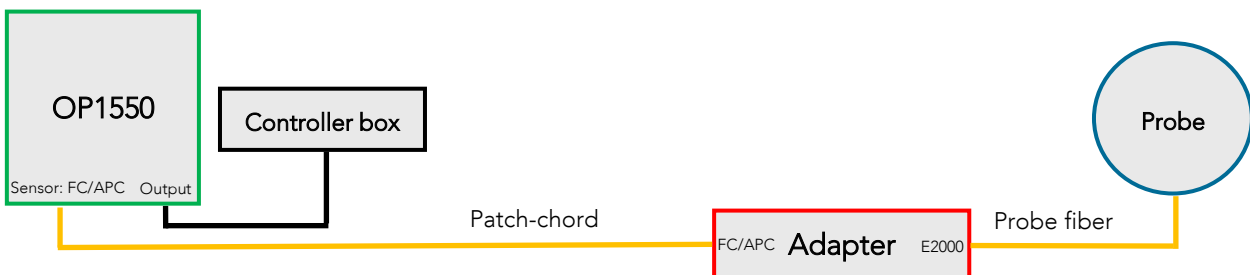 OP1550
Sensor: FC/APC Output
Controller box
Patch-chord
FC/APC Adapter E2000
Probe fiber
Probe